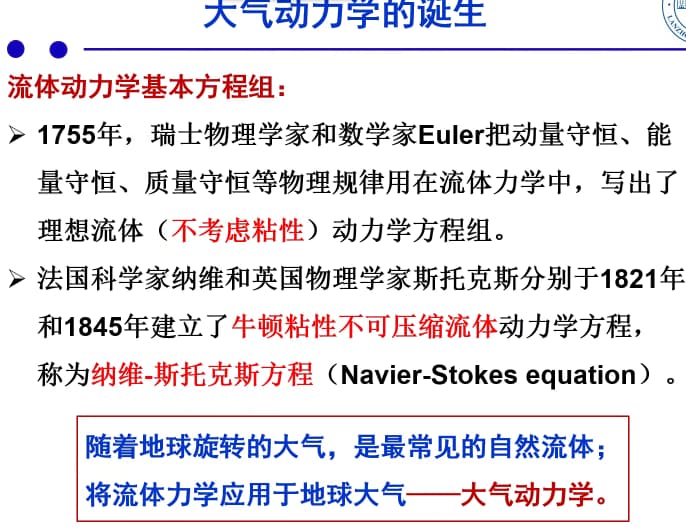 大气动力学的诞生
流体动力学基本方程组：
➢ 1755年，瑞士物理学家和数学家Euler把动量守恒、能
量守恒、质量守恒等物理规律用在流体力学中，写出了
理想流体（不考虑粘性）动力学方程组。
➢ 法国科学家纳维和英国物理学家斯托克斯分别于1821年
和1845年建立了牛顿粘性不可压缩流体动力学方程，
称为纳维-斯托克斯方程（Navier-Stokes equation）。
随着地球旋转的大气，是最常见的自然流体；
将流体力学应用于地球大气——大气动力学。